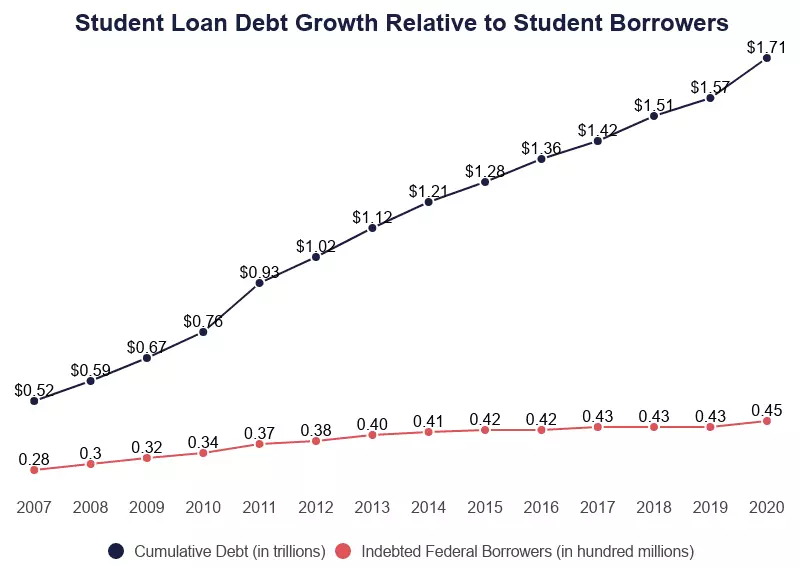 Student Loan Debt Growth Relative to Student Borrowers
$0.52 $0.59 $0.67 $0.76 $0.93 $1.02 $1.12 $1.21 $1.28 $1.36 $1.42 $1.51 $1.57 $1.71
0.28 0.3 0.32 0.34 0.37 0.38 0.40 0.41 0.42 0.42 0.43 0.43 0.43 0.45
2007 2008 2009 2010 2011 2012 2013 2014 2015 2016 2017 2018 2019 2020
Cumulative Debt (in trillions) Indebted Federal Borrowers (in hundred millions)